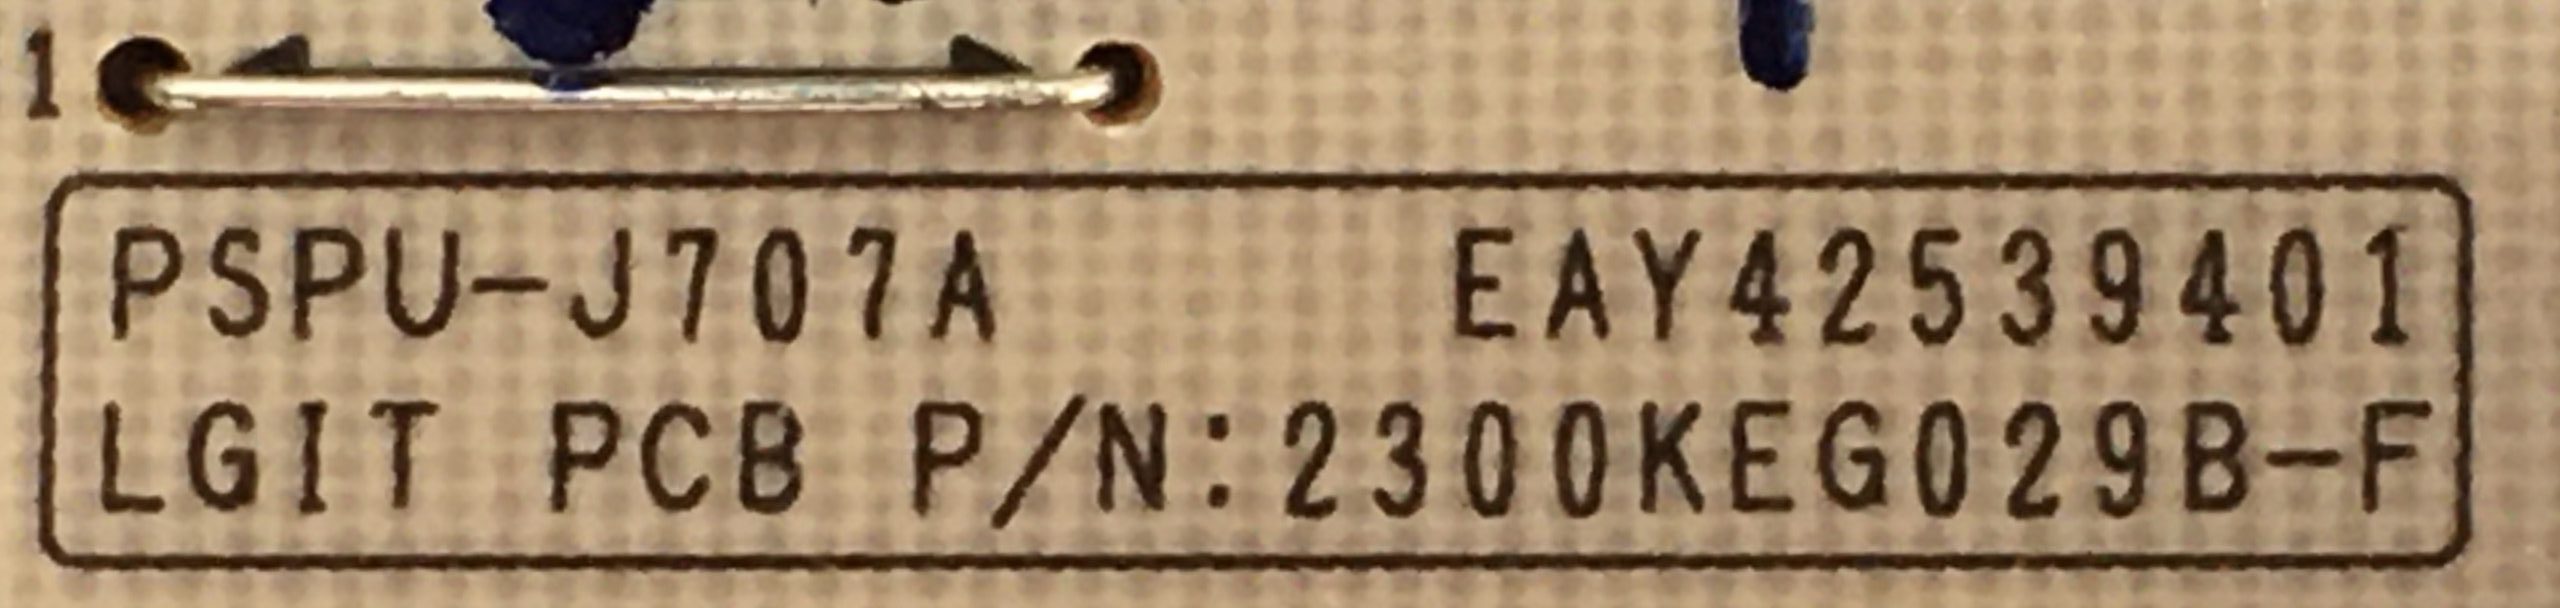 1
PSPU-J707A EAY42539401
LGIT PCB P/N:2300KEG029B-F